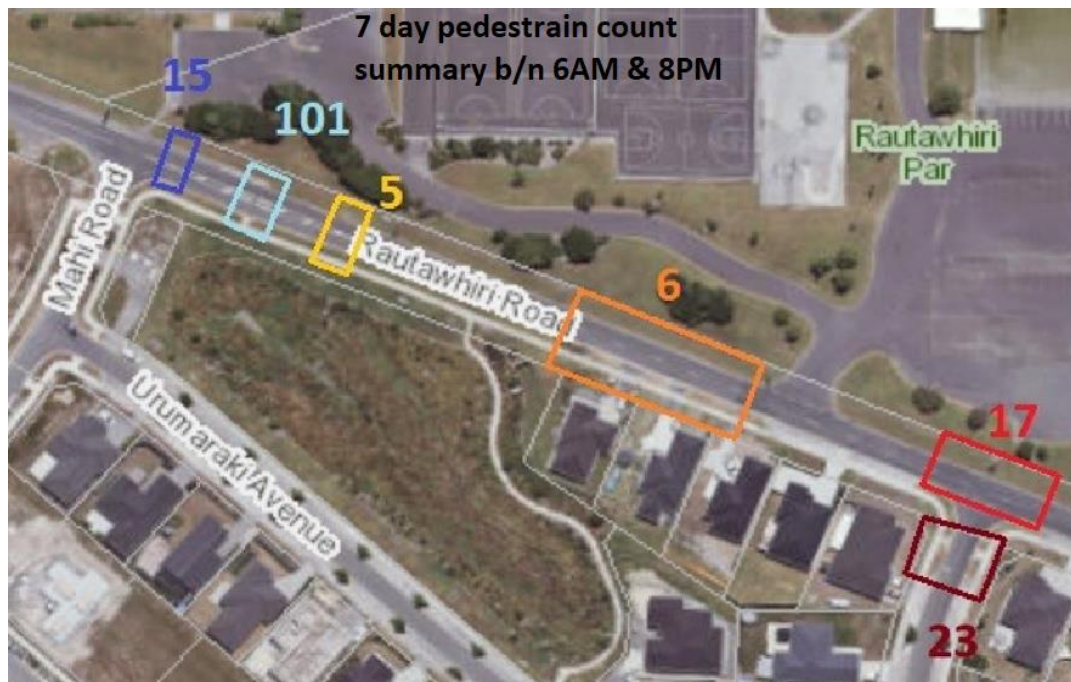 7 day pedestrain count
summary b/n 6AM & 8PM
15
101
5
Rautawhiri
Par
Mahi Road
Rautawhiri Road
6
Urumaraki Avenue
17
23